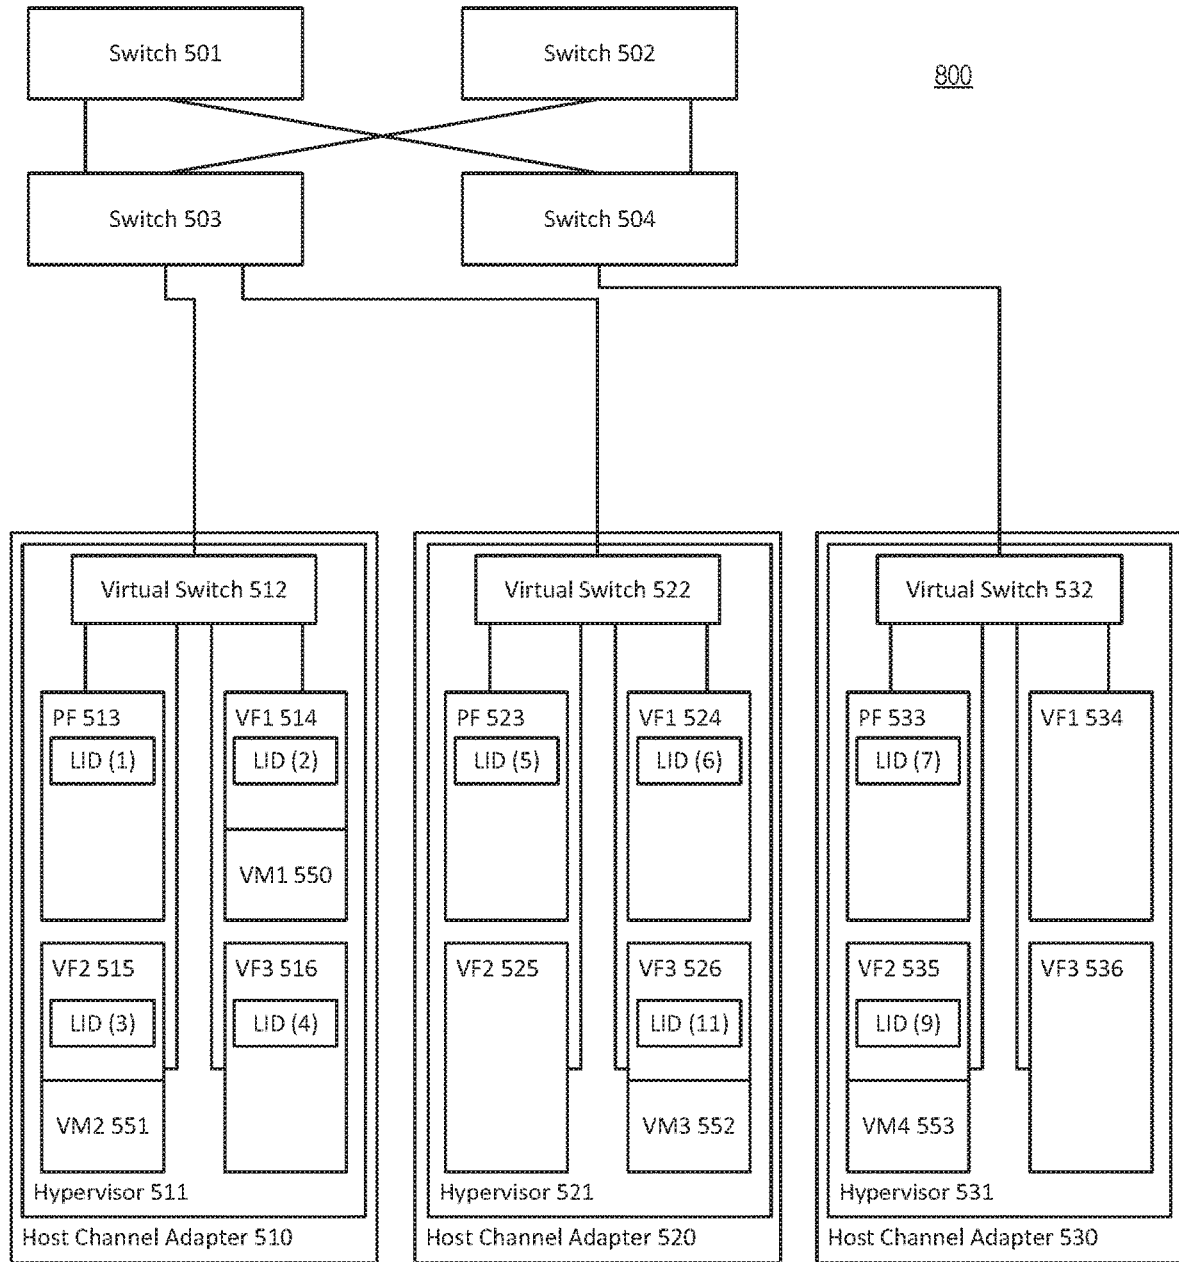 Switch 501
Switch 502
800
Switch 503
Switch 504
Virtual Switch 512
Virtual Switch 522
Virtual Switch 532
PF 513
LID (1)
VF1 514
LID (2)
VM1 550
VF2 515
LID (3)
VM2 551
VF3 516
LID (4)
Hypervisor 511
Host Channel Adapter 510
PF 523
LID (5)
VF1 524
LID (6)
VF2 525
VF3 526
LID (11)
VM3 552
Hypervisor 521
Host Channel Adapter 520
PF 533
LID (7)
VF1 534
VF2 535
LID (9)
VM4 553
VF3 536
Hypervisor 531
Host Channel Adapter 530